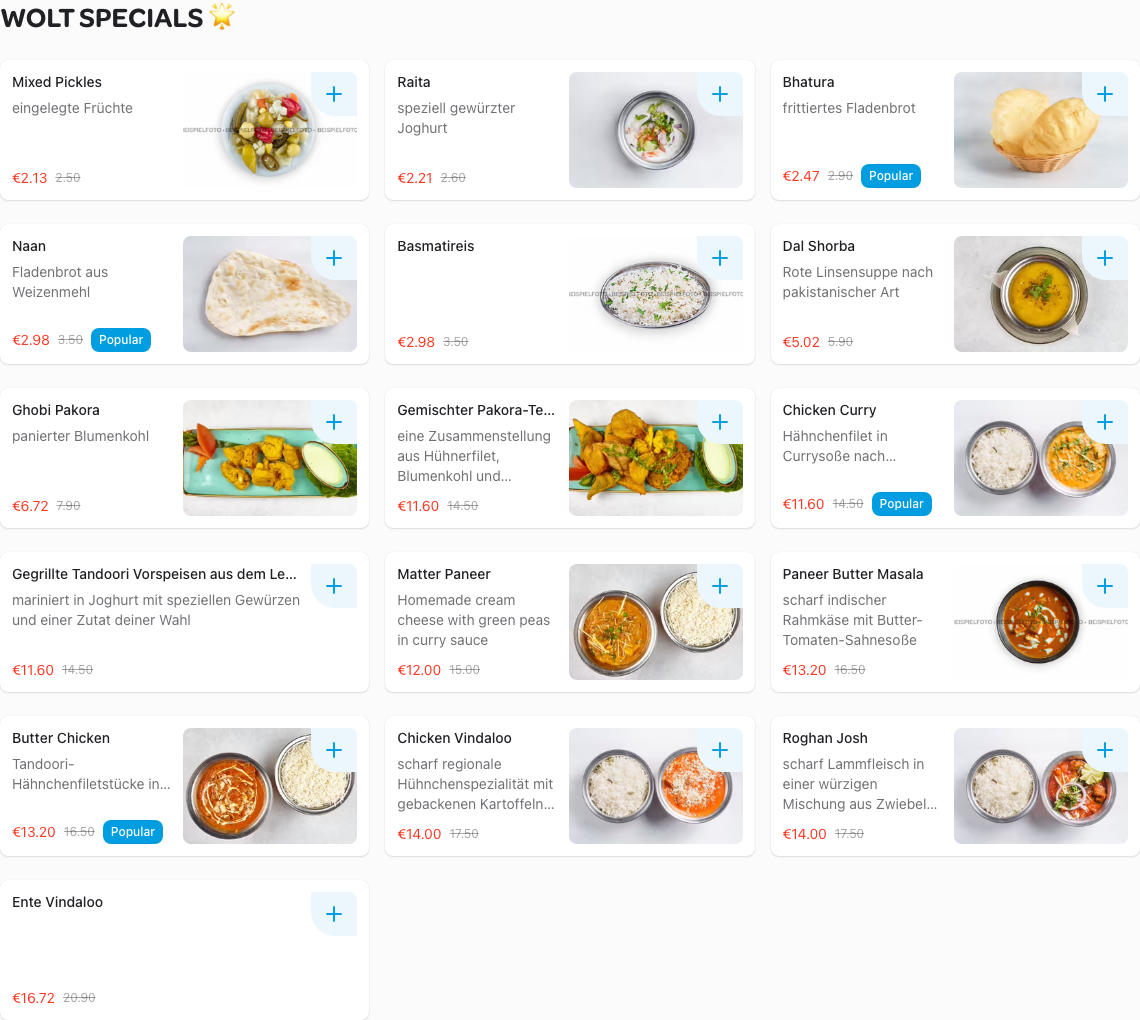 WOLT SPECIALS 🌟
Mixed Pickles
eingelegte Früchte
€2.13 2.50
BEISPIELFOTO • BEISPIELFOTO
Raita
speziell gewürzter
Joghurt
€2.21 2.60
Bhatura
frittiertes Fladenbrot
€2.47 2.90 Popular
Naan
Fladenbrot aus
Weizenmehl
€2.98 3.50 Popular
Basmatireis
€2.98 3.50
BEISPIELFOTO • BEISPIELFOTO
Dal Shorba
Rote Linsensuppe nach
pakistanischer Art
€5.02 5.90
Ghobi Pakora
panierter Blumenkohl
€6.72 7.90
Gemischter Pakora-Te...
eine Zusammenstellung
aus Hühnerfilet,
Blumenkohl und...
€11.60 14.50
Chicken Curry
Hähnchenfilet in
Currysoße nach...
€11.60 14.50 Popular
Gegrillte Tandoori Vorspeisen aus dem Le...
mariniert in Joghurt mit speziellen Gewürzen
und einer Zutat deiner Wahl
€11.60 14.50
Matter Paneer
Homemade cream
cheese with green peas
in curry sauce
€12.00 15.00
Paneer Butter Masala
scharf indischer
Rahmkäse mit Butter-
Tomaten-Sahnesoße
€13.20 16.50
BEISPIELFOTO • BEISPIELFOTO
Butter Chicken
Tandoori-
Hähnchenfiletstücke in...
€13.20 16.50 Popular
Chicken Vindaloo
scharf regionale
Hühnchenspezialität mit
gebackenen Kartoffeln...
€14.00 17.50
Roghan Josh
scharf Lammfleisch in
einer würzigen
Mischung aus Zwiebel...
€14.00 17.50
Ente Vindaloo
€16.72 20.90